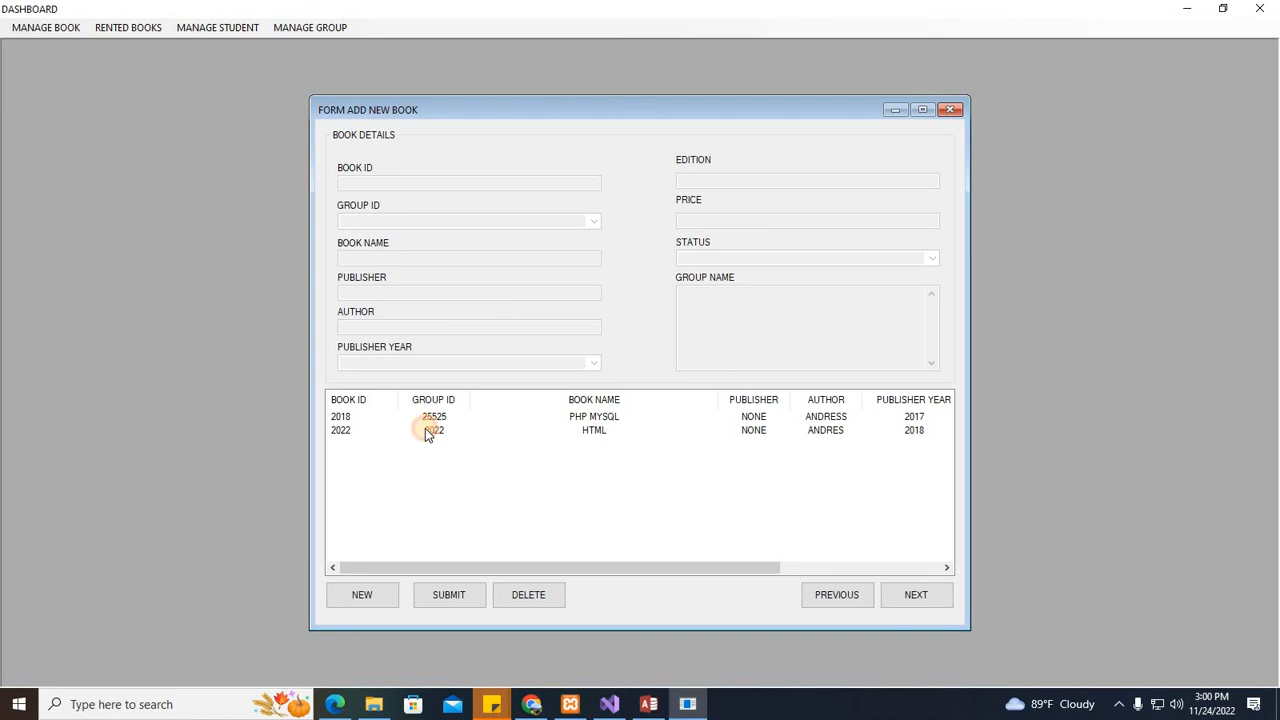 DASHBOARD
MANAGE BOOK RENTED BOOKS MANAGE STUDENT MANAGE GROUP
FORM ADD NEW BOOK
BOOK DETAILS
BOOK ID
GROUP ID
BOOK NAME
PUBLISHER
AUTHOR
PUBLISHER YEAR
EDITION
PRICE
STATUS
GROUP NAME
BOOK ID GROUP ID BOOK NAME PUBLISHER AUTHOR PUBLISHER YEAR
2018 25525 PHP MYSQL NONE ANDRESS 2017
2022 HTML NONE ANDRES 2018
NEW SUBMIT DELETE PREVIOUS NEXT
Type here to search
89°F Cloudy
3:00 PM
11/24/2022